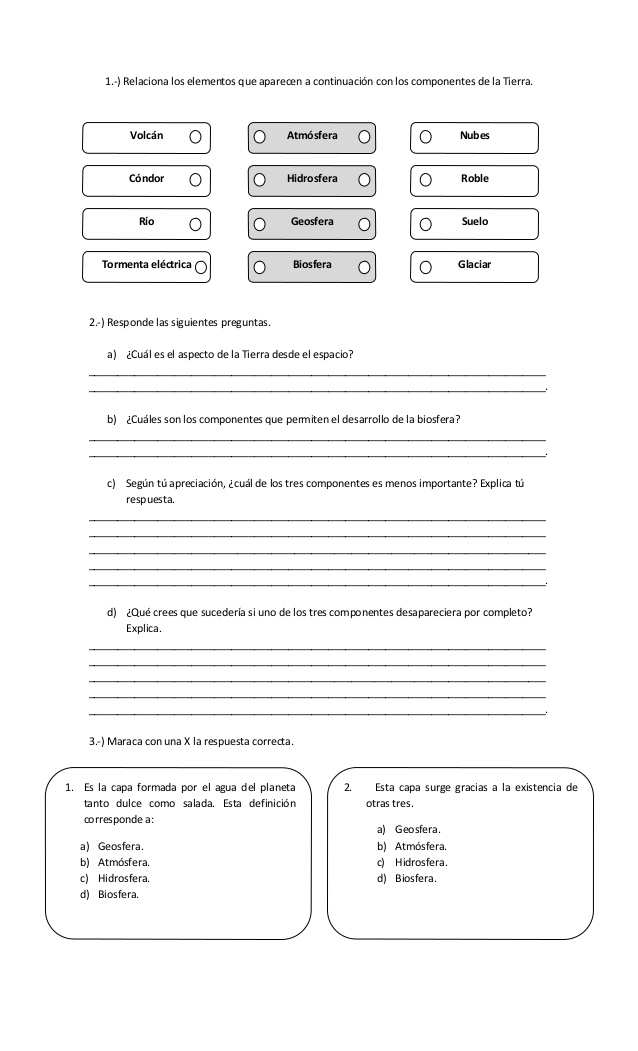 1.-) Relaciona los elementos que aparecen a continuación con los componentes de la Tierra.
Volcán Atmósfera Nubes
Cóndor Hidrosfera Roble
Río Geosfera Suelo
Tormenta eléctrica Biosfera Glaciar
2.-) Responde las siguientes preguntas.
a) ¿Cuál es el aspecto de la Tierra desde el espacio?
b) ¿Cuáles son los componentes que permiten el desarrollo de la biosfera?
c) Según tú apreciación, ¿cuál de los tres componentes es menos importante? Explica tú
respuesta.
d) ¿Qué crees que sucedería si uno de los tres componentes desapareciera por completo?
Explica.
3.-) Maraca con una X la respuesta correcta.
1. Es la capa formada por el agua del planeta
tanto dulce como salada. Esta definición
corresponde a:
a) Geosfera.
b) Atmósfera.
c) Hidrosfera.
d) Biosfera.
2. Esta capa surge gracias a la existencia de
otras tres.
a) Geosfera.
b) Atmósfera.
c) Hidrosfera.
d) Biosfera.